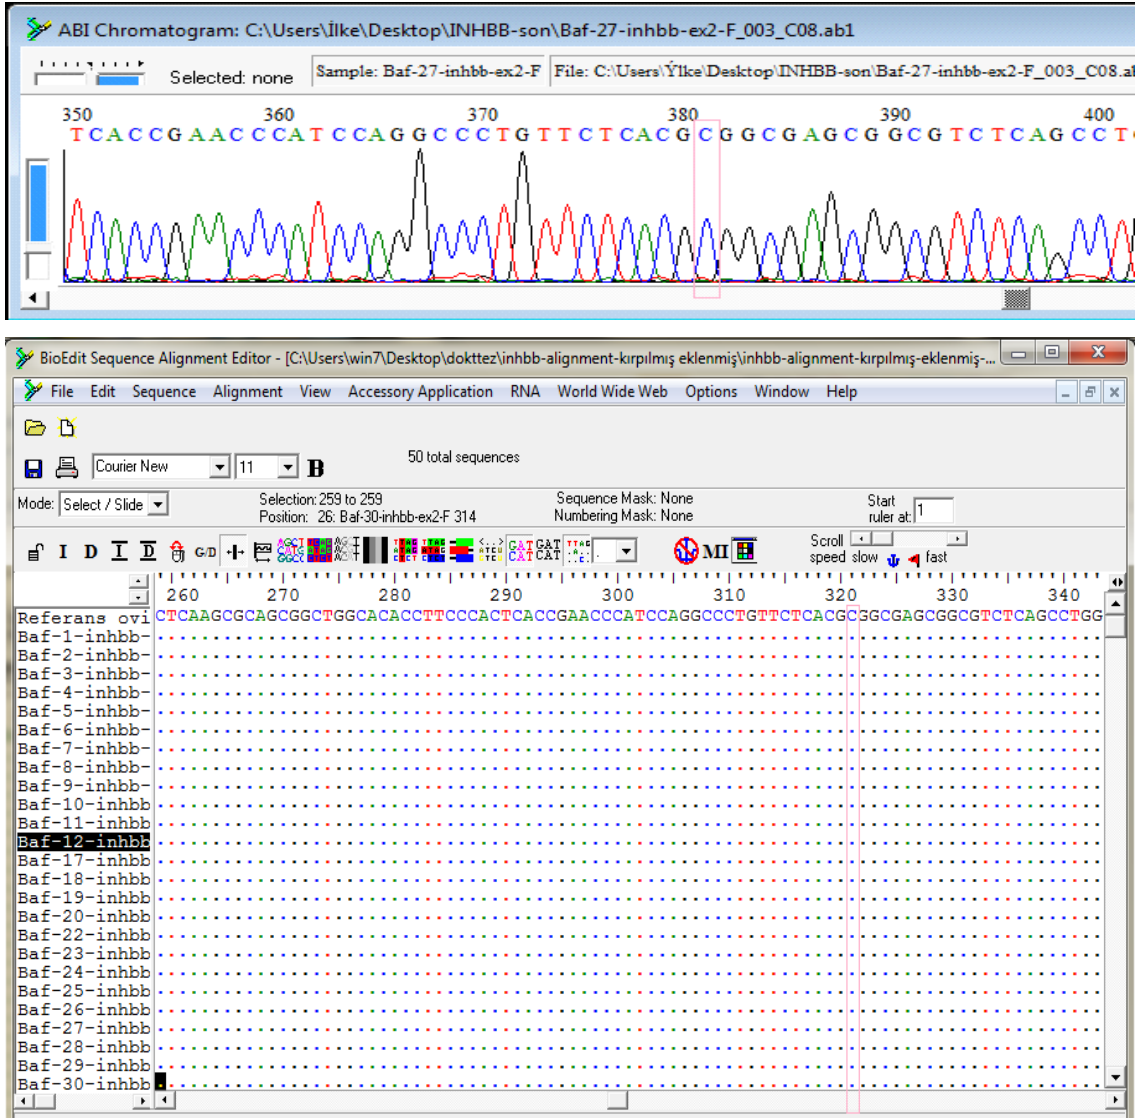 ABI Chromatogram: C:\Users\İlke\Desktop\INHBB-son\Baf-27-inhbb-ex2-F_003_C08.ab1
Selected: none Sample: Baf-27-inhbb-ex2-F File: C:\Users\Ýlke\Desktop\INHBB-son\Baf-27-inhbb-ex2-F_003_C08.al
350 360 370 380 390 400
TCACCGAACCCATCCAGGCCCTGTTCTCACGCGGCGAGCGGCGTCTCAGCCT
BioEdit Sequence Alignment Editor - [C:\Users\win7\Desktop\dokttez\inhbb-alignment-kırpılmış eklenmiş\inhbb-alignment-kırpılmış-eklenmiş-...
File Edit Sequence Alignment View Accessory Application RNA World Wide Web Options Window Help
Courier New 11 B 50 total sequences
Mode: Select / Slide Selection: 259 to 259 Sequence Mask: None Start
Position: 26: Baf-30-inhbb-ex2-F 314 Numbering Mask: None ruler at: 1
I D I D G/D GAT GAT CAT CAT MI Scroll
speed slow fast
260 270 280 290 300 310 320 330 340
Referans ovi CTCAAGCGCAGCGGCTGGCACACCTTCCCACTCACCGAACCCATCCAGGCCCTGTTCTCACGCGGCGAGCGGCGTCTCAGCCTGG
Baf-1-inhbb-
Baf-2-inhbb-
Baf-3-inhbb-
Baf-4-inhbb-
Baf-5-inhbb-
Baf-6-inhbb-
Baf-7-inhbb-
Baf-8-inhbb-
Baf-9-inhbb-
Baf-10-inhbb
Baf-11-inhbb
Baf-12-inhbb
Baf-17-inhbb
Baf-18-inhbb
Baf-19-inhbb
Baf-20-inhbb
Baf-22-inhbb
Baf-23-inhbb
Baf-24-inhbb
Baf-25-inhbb
Baf-26-inhbb
Baf-27-inhbb
Baf-28-inhbb
Baf-29-inhbb
Baf-30-inhbb